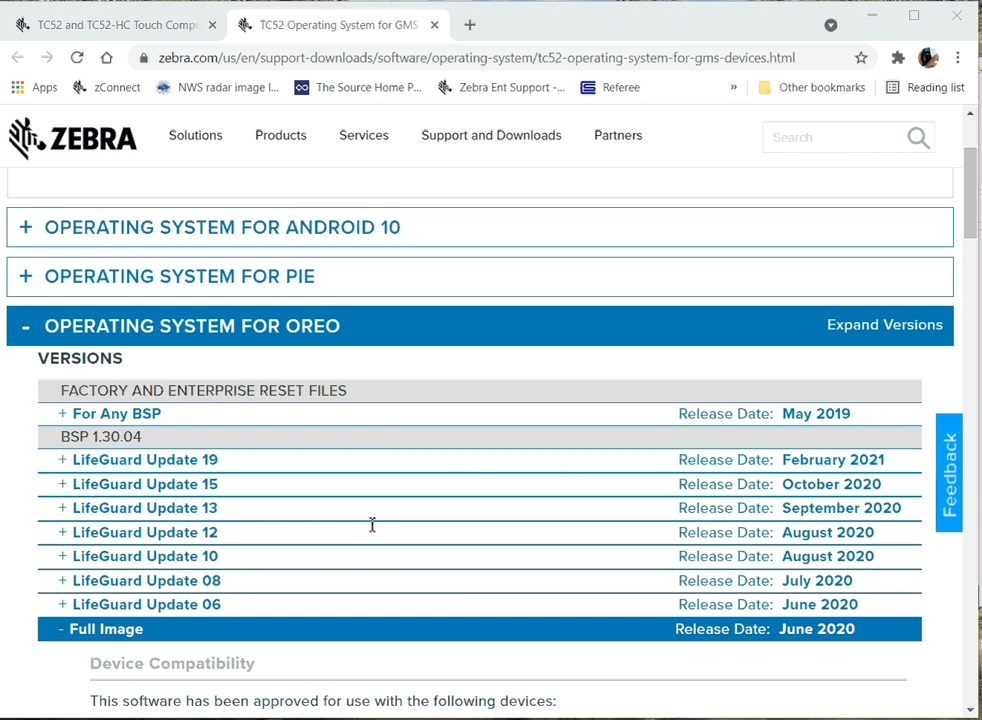 TC52 and TC52-HC Touch Compu
TC52 Operating System for GMS
zebra.com/us/en/support-downloads/software/operating-system/tc52-operating-system-for-gms-devices.html
Apps zConnect NWS radar image l... The Source Home P... Zebra Ent Support -... Referee » Other bookmarks Reading list
ZEBRA Solutions Products Services Support and Downloads Partners Search
+ OPERATING SYSTEM FOR ANDROID 10
+ OPERATING SYSTEM FOR PIE
- OPERATING SYSTEM FOR OREO Expand Versions
VERSIONS
FACTORY AND ENTERPRISE RESET FILES
+ For Any BSP Release Date: May 2019
BSP 1.30.04
+ LifeGuard Update 19 Release Date: February 2021
+ LifeGuard Update 15 Release Date: October 2020
+ LifeGuard Update 13 Release Date: September 2020
+ LifeGuard Update 12 Release Date: August 2020
+ LifeGuard Update 10 Release Date: August 2020
+ LifeGuard Update 08 Release Date: July 2020
+ LifeGuard Update 06 Release Date: June 2020
- Full Image Release Date: June 2020
Feedback
Device Compatibility
This software has been approved for use with the following devices: